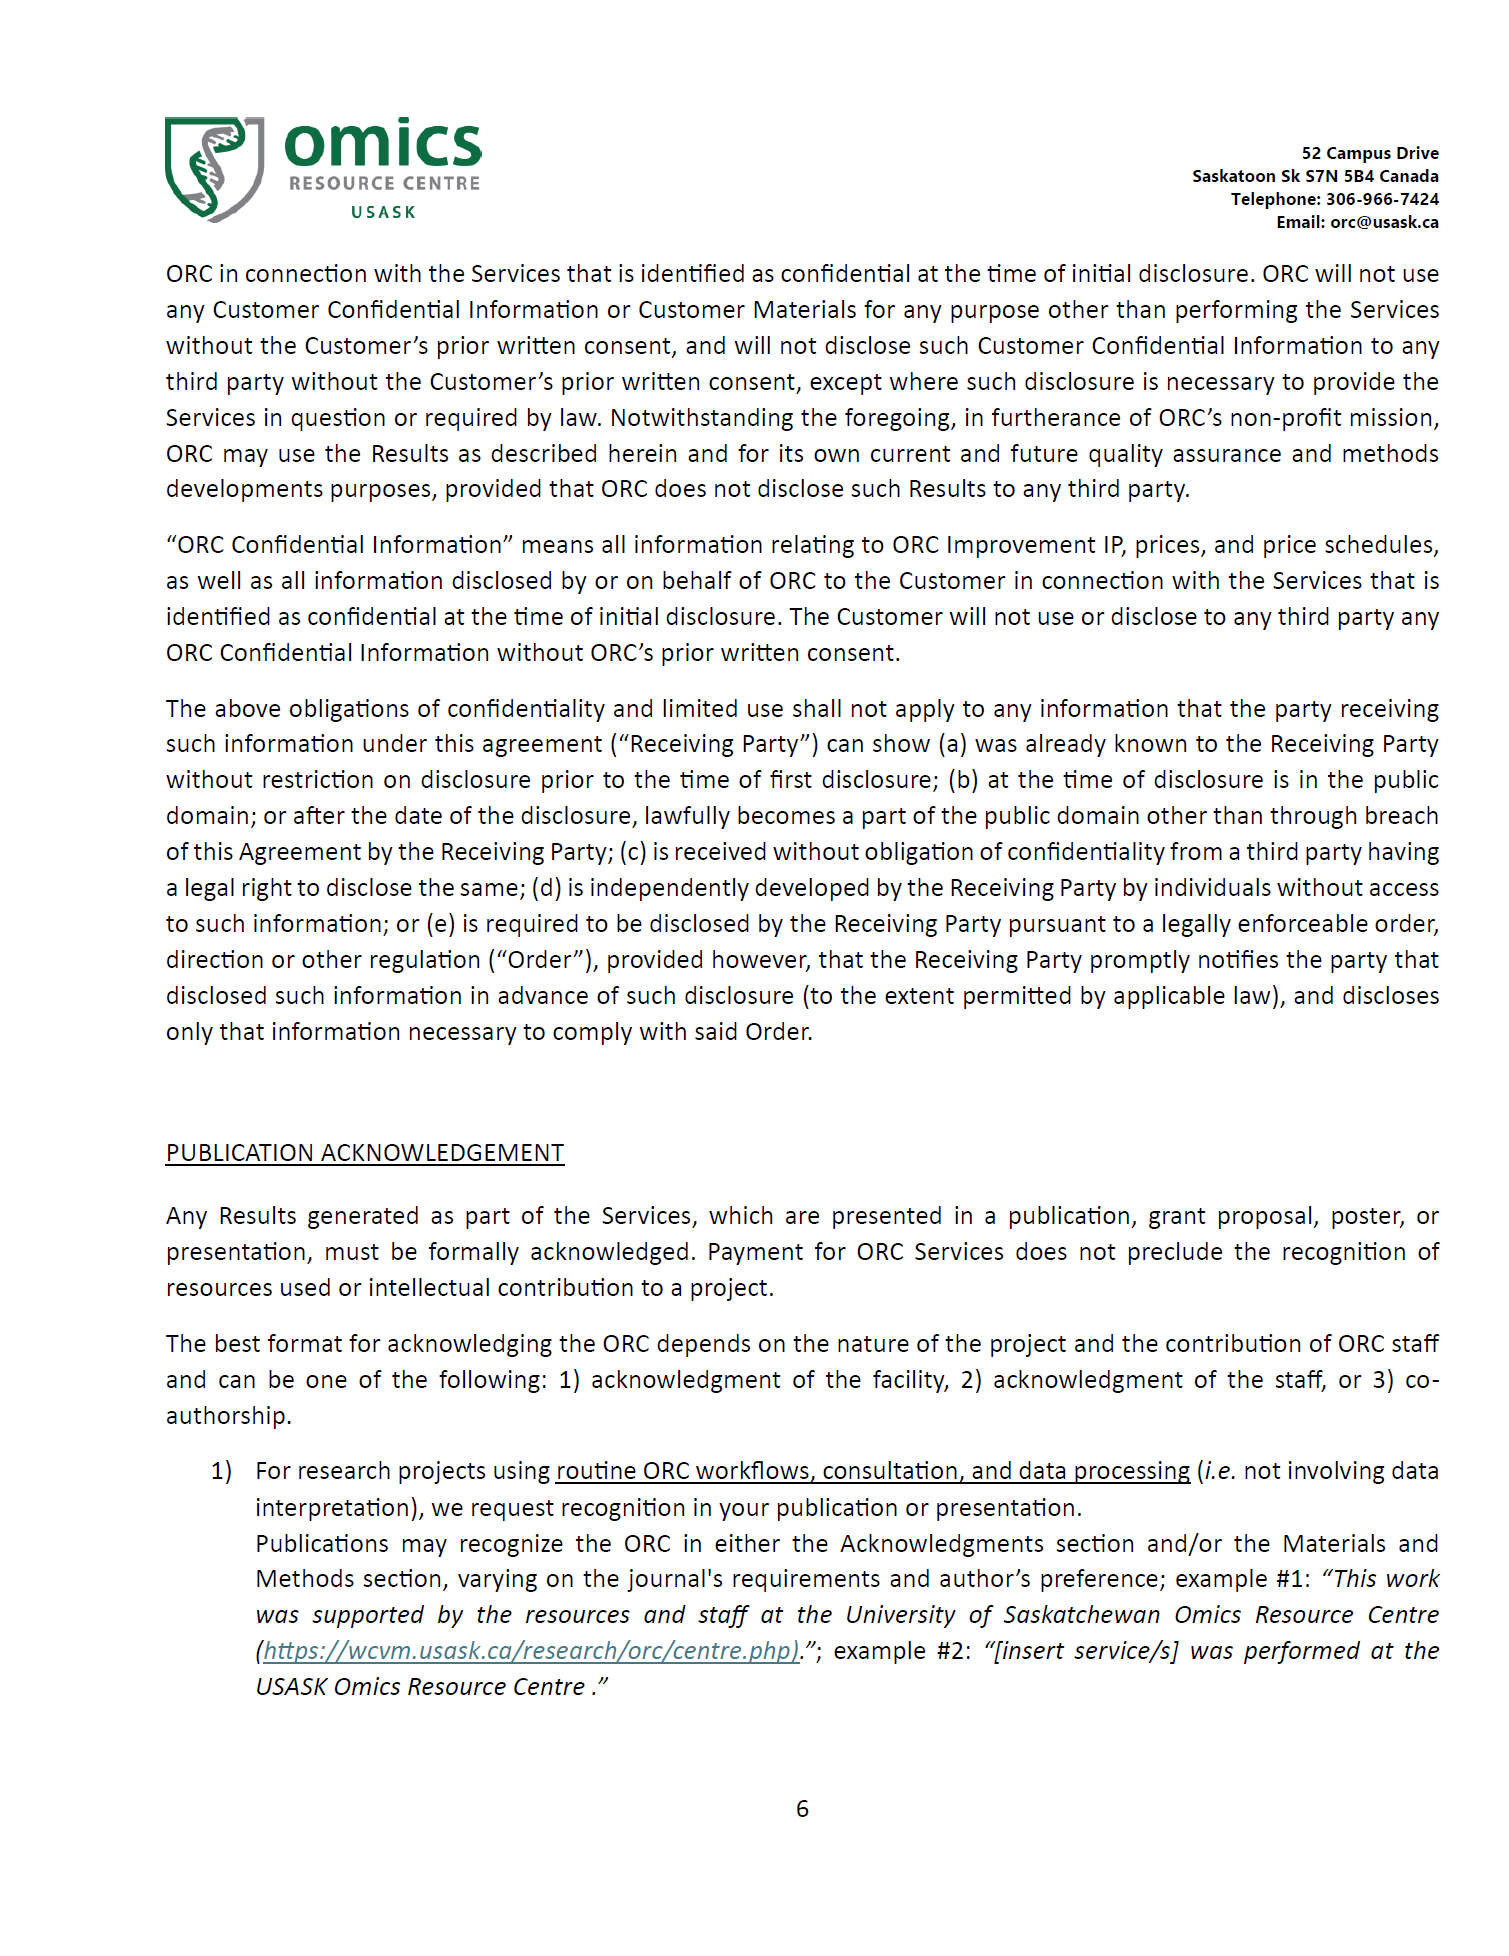 omics
RESOURCE CENTRE
USASK
52 Campus Drive
Saskatoon Sk S7N 5B4 Canada
Telephone: 306-966-7424
Email: orc@usask.ca
ORC in connection with the Services that is identified as confidential at the time of initial disclosure. ORC will not use
any Customer Confidential Information or Customer Materials for any purpose other than performing the Services
without the Customer’s prior written consent, and will not disclose such Customer Confidential Information to any
third party without the Customer’s prior written consent, except where such disclosure is necessary to provide the
Services in question or required by law. Notwithstanding the foregoing, in furtherance of ORC’s non-profit mission,
ORC may use the Results as described herein and for its own current and future quality assurance and methods
developments purposes, provided that ORC does not disclose such Results to any third party.
“ORC Confidential Information” means all information relating to ORC Improvement IP, prices, and price schedules,
as well as all information disclosed by or on behalf of ORC to the Customer in connection with the Services that is
identified as confidential at the time of initial disclosure. The Customer will not use or disclose to any third party any
ORC Confidential Information without ORC’s prior written consent.
The above obligations of confidentiality and limited use shall not apply to any information that the party receiving
such information under this agreement (“Receiving Party”) can show (a) was already known to the Receiving Party
without restriction on disclosure prior to the time of first disclosure; (b) at the time of disclosure is in the public
domain; or after the date of the disclosure, lawfully becomes a part of the public domain other than through breach
of this Agreement by the Receiving Party; (c) is received without obligation of confidentiality from a third party having
a legal right to disclose the same; (d) is independently developed by the Receiving Party by individuals without access
to such information; or (e) is required to be disclosed by the Receiving Party pursuant to a legally enforceable order,
direction or other regulation (“Order”), provided however, that the Receiving Party promptly notifies the party that
disclosed such information in advance of such disclosure (to the extent permitted by applicable law), and discloses
only that information necessary to comply with said Order.
PUBLICATION ACKNOWLEDGEMENT
Any Results generated as part of the Services, which are presented in a publication, grant proposal, poster, or
presentation, must be formally acknowledged. Payment for ORC Services does not preclude the recognition of
resources used or intellectual contribution to a project.
The best format for acknowledging the ORC depends on the nature of the project and the contribution of ORC staff
and can be one of the following: 1) acknowledgment of the facility, 2) acknowledgment of the staff, or 3) co-
authorship.
1) For research projects using routine ORC workflows, consultation, and data processing (i.e. not involving data
interpretation), we request recognition in your publication or presentation.
Publications may recognize the ORC in either the Acknowledgments section and/or the Materials and
Methods section, varying on the journal's requirements and author’s preference; example #1: “This work
was supported by the resources and staff at the University of Saskatchewan Omics Resource Centre
(https://wcvm.usask.ca/research/orc/centre.php).”; example #2: “[insert service/s] was performed at the
USASK Omics Resource Centre .”
6